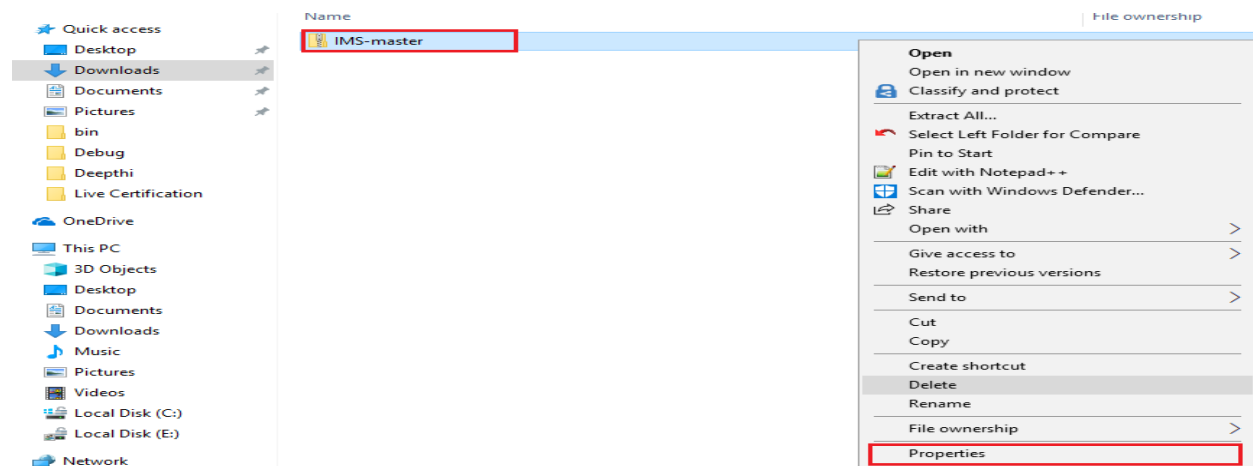 Name
File ownership
Quick access
Desktop
Downloads
Documents
Pictures
bin
Debug
Deepthi
Live Certification
OneDrive
This PC
3D Objects
Desktop
Documents
Downloads
Music
Pictures
Videos
Local Disk (C:)
Local Disk (E:)
Network
IMS-master
Open
Open in new window
Classify and protect
Extract All...
Select Left Folder for Compare
Pin to Start
Edit with Notepad++
Scan with Windows Defender...
Share
Open with
Give access to
Restore previous versions
Send to
Cut
Copy
Create shortcut
Delete
Rename
File ownership
Properties